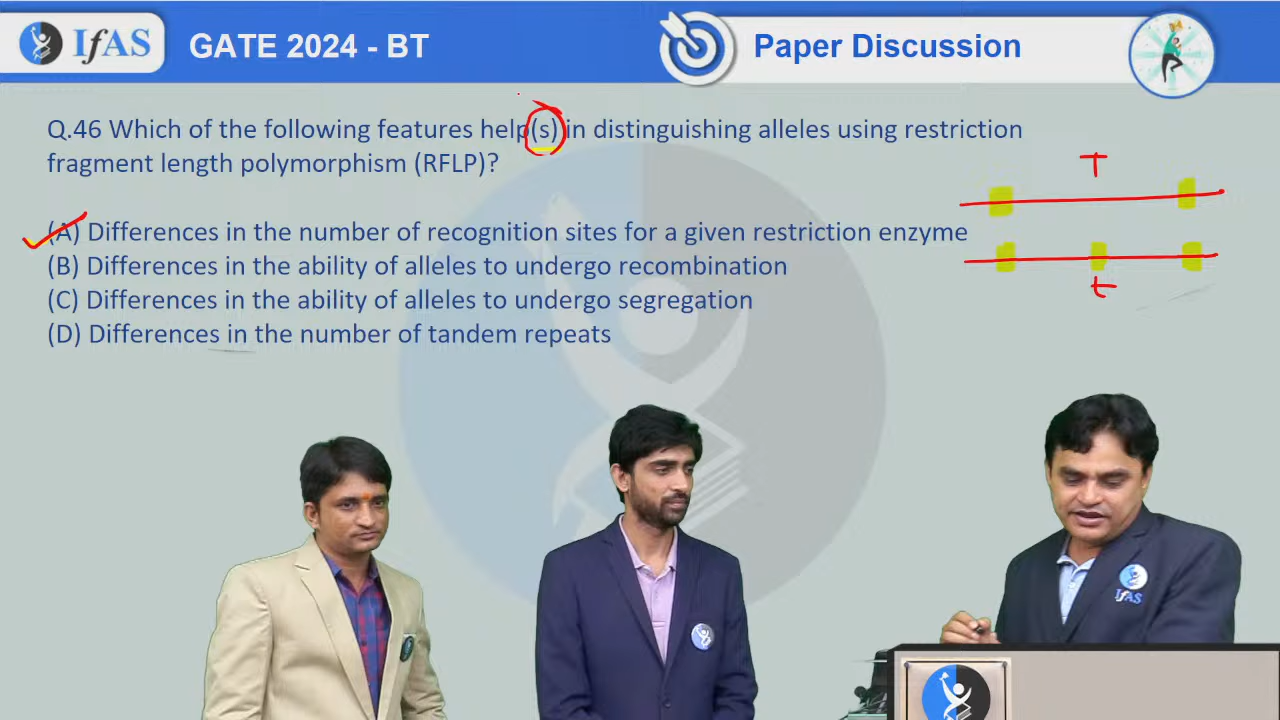 IfAS
GATE 2024 - BT
Paper Discussion
Q.46 Which of the following features help(s) in distinguishing alleles using restriction
fragment length polymorphism (RFLP)?
(A) Differences in the number of recognition sites for a given restriction enzyme
(B) Differences in the ability of alleles to undergo recombination
(C) Differences in the ability of alleles to undergo segregation
(D) Differences in the number of tandem repeats
T
t
IfAS